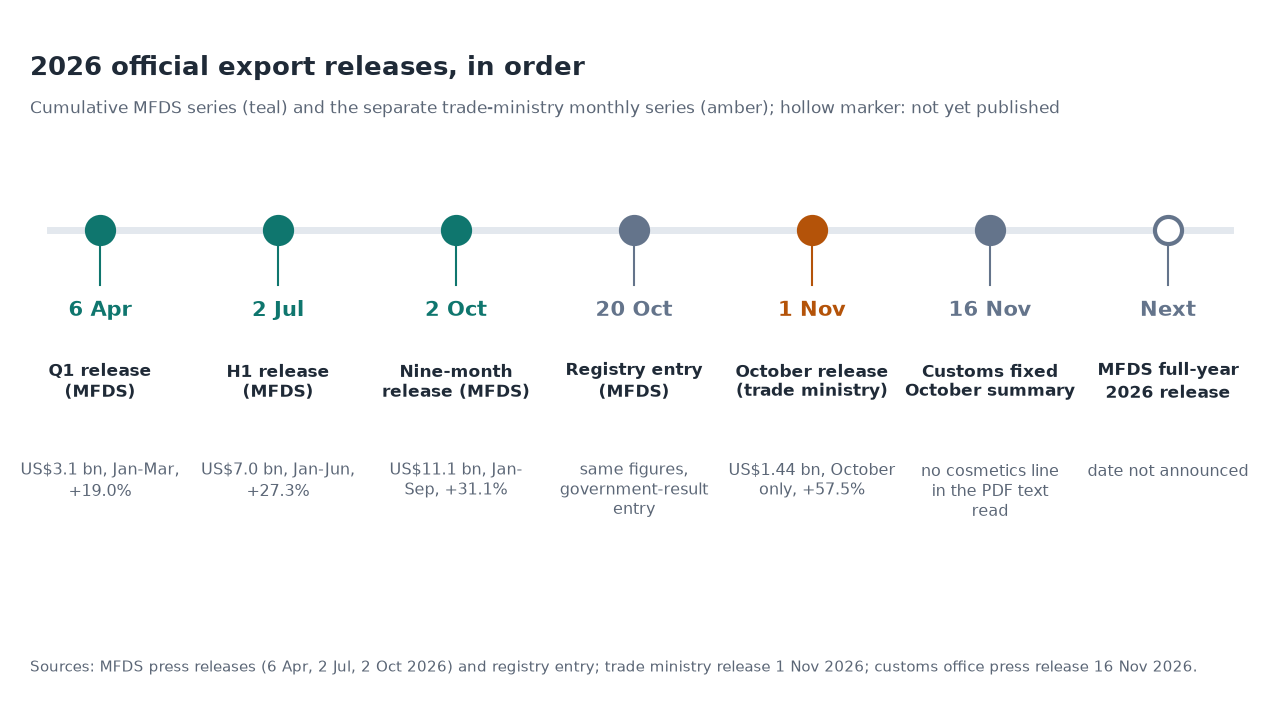 2026 official export releases, in order
Cumulative MFDS series (teal) and the separate trade-ministry monthly series (amber); hollow marker: not yet published
6 Apr
2 Jul
2 Oct
20 Oct
1 Nov
16 Nov
Next
Q1 release
(MFDS)
H1 release
(MFDS)
Nine-month
release (MFDS)
Registry entry
(MFDS)
October release
(trade ministry)
Customs fixed
October summary
MFDS full-year
2026 release
US$3.1 bn, Jan-Mar,
+19.0%
US$7.0 bn, Jan-Jun,
+27.3%
US$11.1 bn, Jan-
Sep, +31.1%
same figures,
government-result
entry
US$1.44 bn, October
only, +57.5%
no cosmetics line
in the PDF text
read
date not announced
Sources: MFDS press releases (6 Apr, 2 Jul, 2 Oct 2026) and registry entry; trade ministry release 1 Nov 2026; customs office press release 16 Nov 2026.